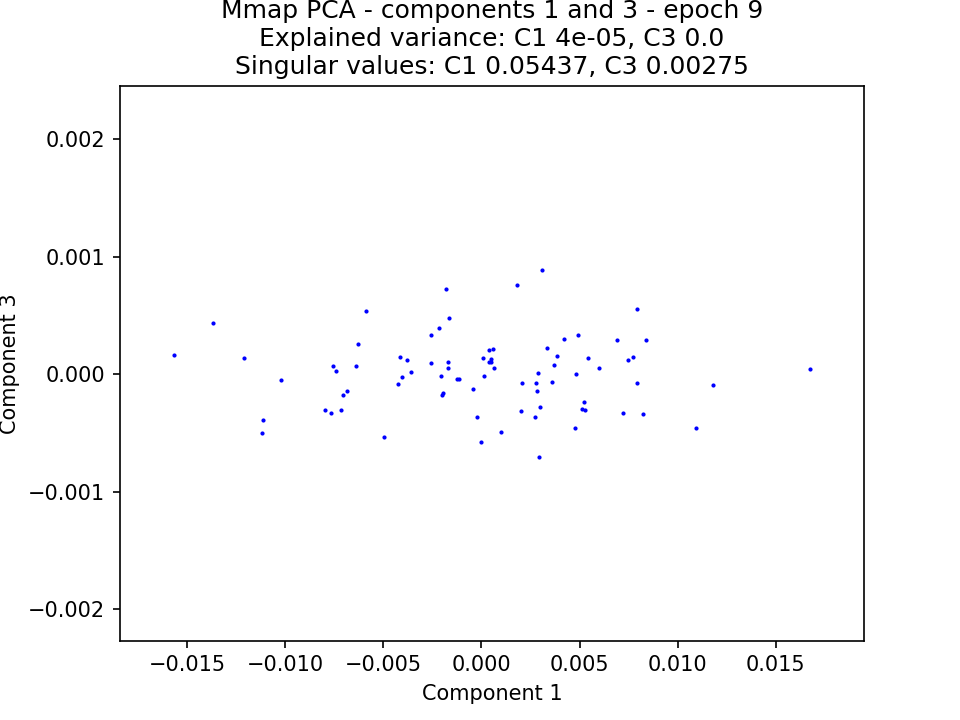 Mmap PCA - components 1 and 3 - epoch 9
Explained variance: C1 4e-05, C3 0.0
Singular values: C1 0.05437, C3 0.00275
0.002
0.001
0.000
−0.001
−0.002
Component 3
−0.015 −0.010 −0.005 0.000 0.005 0.010 0.015
Component 1